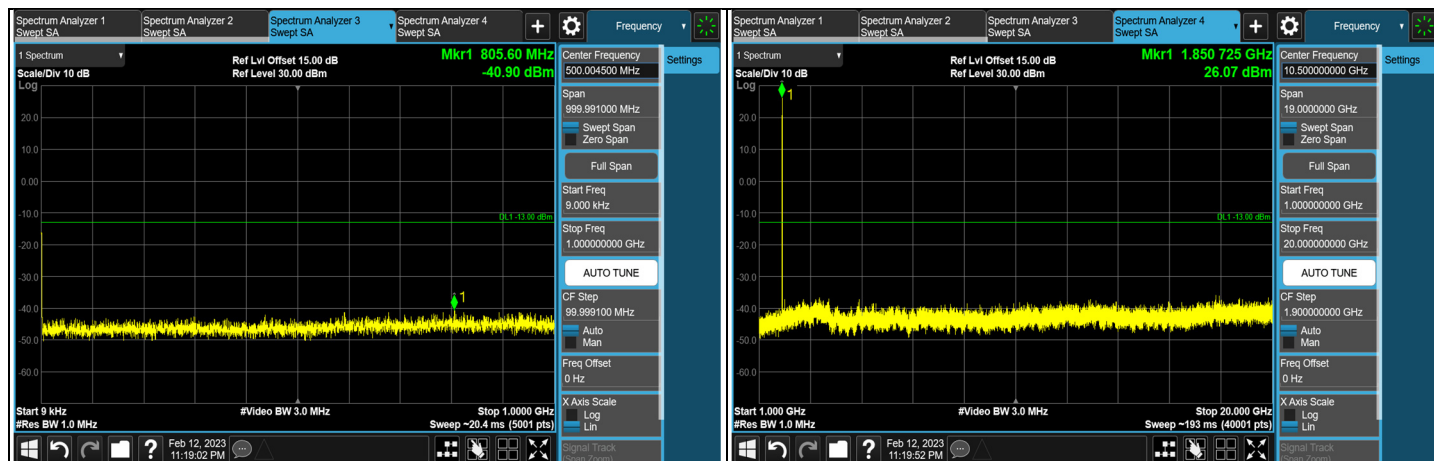 Spectrum Analyzer 1
Swept SA
Spectrum Analyzer 2
Swept SA
Spectrum Analyzer 3
Swept SA
Spectrum Analyzer 4
Swept SA
+
Frequency
1 Spectrum
Ref Lvl Offset 15.00 dB
Mkr1 805.60 MHz
Scale/Div 10 dB
Ref Level 30.00 dBm
-40.90 dBm
Log
20.0
10.0
0.00
-10.0
DL1 -13.00 dBm
-20.0
-30.0
1
-40.0
-50.0
-60.0
Start 9 kHz
#Video BW 3.0 MHz
Stop 1.0000 GHz
#Res BW 1.0 MHz
Sweep ~20.4 ms (5001 pts)
Center Frequency
500.004500 MHz
Settings
Span
999.991000 MHz
Swept Span
Zero Span
Full Span
Start Freq
9.000 kHz
Stop Freq
1.000000000 GHz
AUTO TUNE
CF Step
99.999100 MHz
Auto
Man
Freq Offset
0 Hz
X Axis Scale
Log
Lin
Signal Track
(Span Zoom)
?
Feb 12, 2023
11:19:02 PM
Spectrum Analyzer 1
Swept SA
Spectrum Analyzer 2
Swept SA
Spectrum Analyzer 3
Swept SA
Spectrum Analyzer 4
Swept SA
+
Frequency
1 Spectrum
Ref Lvl Offset 15.00 dB
Mkr1 1.850 725 GHz
Scale/Div 10 dB
Ref Level 30.00 dBm
26.07 dBm
Log
1
20.0
10.0
0.00
-10.0
DL1 -13.00 dBm
-20.0
-30.0
-40.0
-50.0
-60.0
Start 1.000 GHz
#Video BW 3.0 MHz
Stop 20.000 GHz
#Res BW 1.0 MHz
Sweep ~193 ms (40001 pts)
Center Frequency
10.500000000 GHz
Settings
Span
19.0000000 GHz
Swept Span
Zero Span
Full Span
Start Freq
1.000000000 GHz
Stop Freq
20.000000000 GHz
AUTO TUNE
CF Step
1.900000000 GHz
Auto
Man
Freq Offset
0 Hz
X Axis Scale
Log
Lin
Signal Track
(Span Zoom)
?
Feb 12, 2023
11:19:52 PM